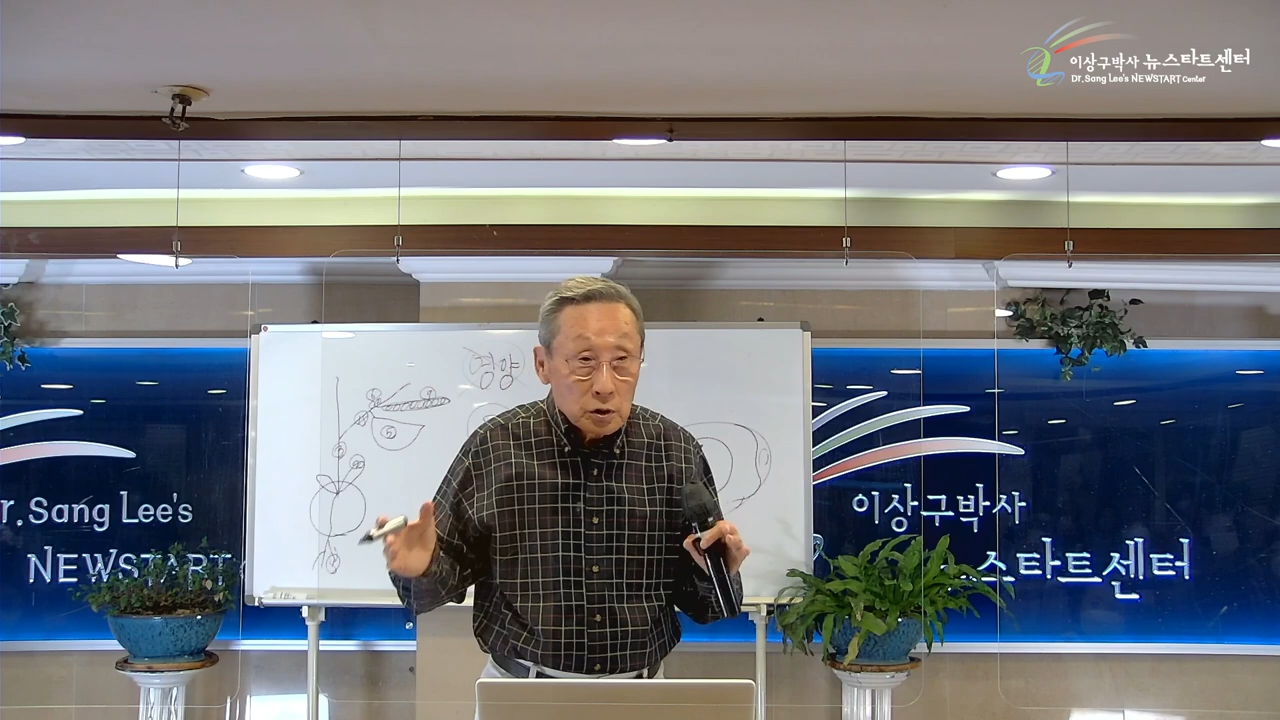 이상구박사 뉴스타트센터
Dr. Sang Lee's NEWSTART Center
영양
5
r. Sang Lee's
NEWSTART
이상구박사
스타트센터